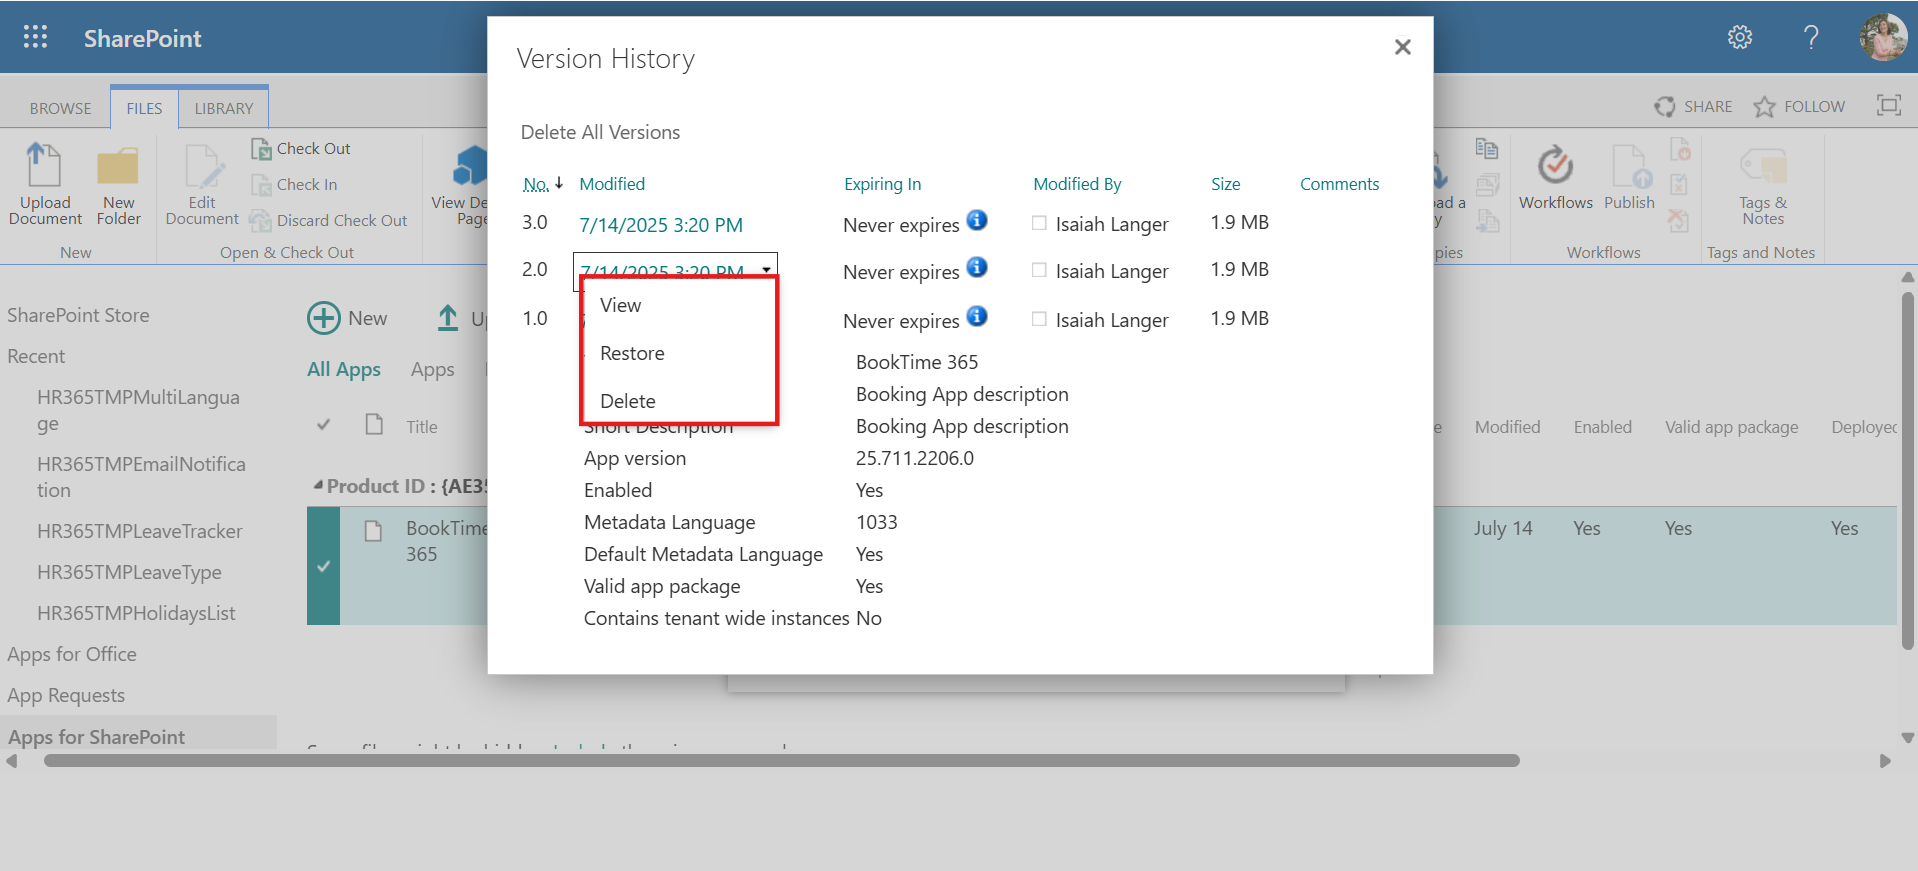 SharePoint
BROWSE
FILES
LIBRARY
SHARE
FOLLOW
Upload
Document
New
Folder
New
Edit
Document
Check Out
Check In
Discard Check Out
Open & Check Out
View
Page
Workflows
Publish
Workflows
Tags &
Notes
Tags and Notes
SharePoint Store
Recent
HR365TMPMultiLangua
ge
HR365TMPEmailNotifica
tion
HR365TMPLeaveTracker
HR365TMPLeaveType
HR365TMPHolidaysList
Apps for Office
App Requests
Apps for SharePoint
New
All Apps
Apps
Title
Modified
Enabled
Valid app package
Deployed
Product ID : {AE35
BookTime
365
July 14
Yes
Yes
Yes
Version History
Delete All Versions
No. Modified Expiring In Modified By Size Comments
3.0 7/14/2025 3:20 PM Never expires Isaiah Langer 1.9 MB
2.0 7/14/2025 3:20 PM Never expires Isaiah Langer 1.9 MB
View
Restore
Delete
1.0 Never expires Isaiah Langer 1.9 MB
BookTime 365
Booking App description
Short Description Booking App description
App version 25.711.2206.0
Enabled Yes
Metadata Language 1033
Default Metadata Language Yes
Valid app package Yes
Contains tenant wide instances No